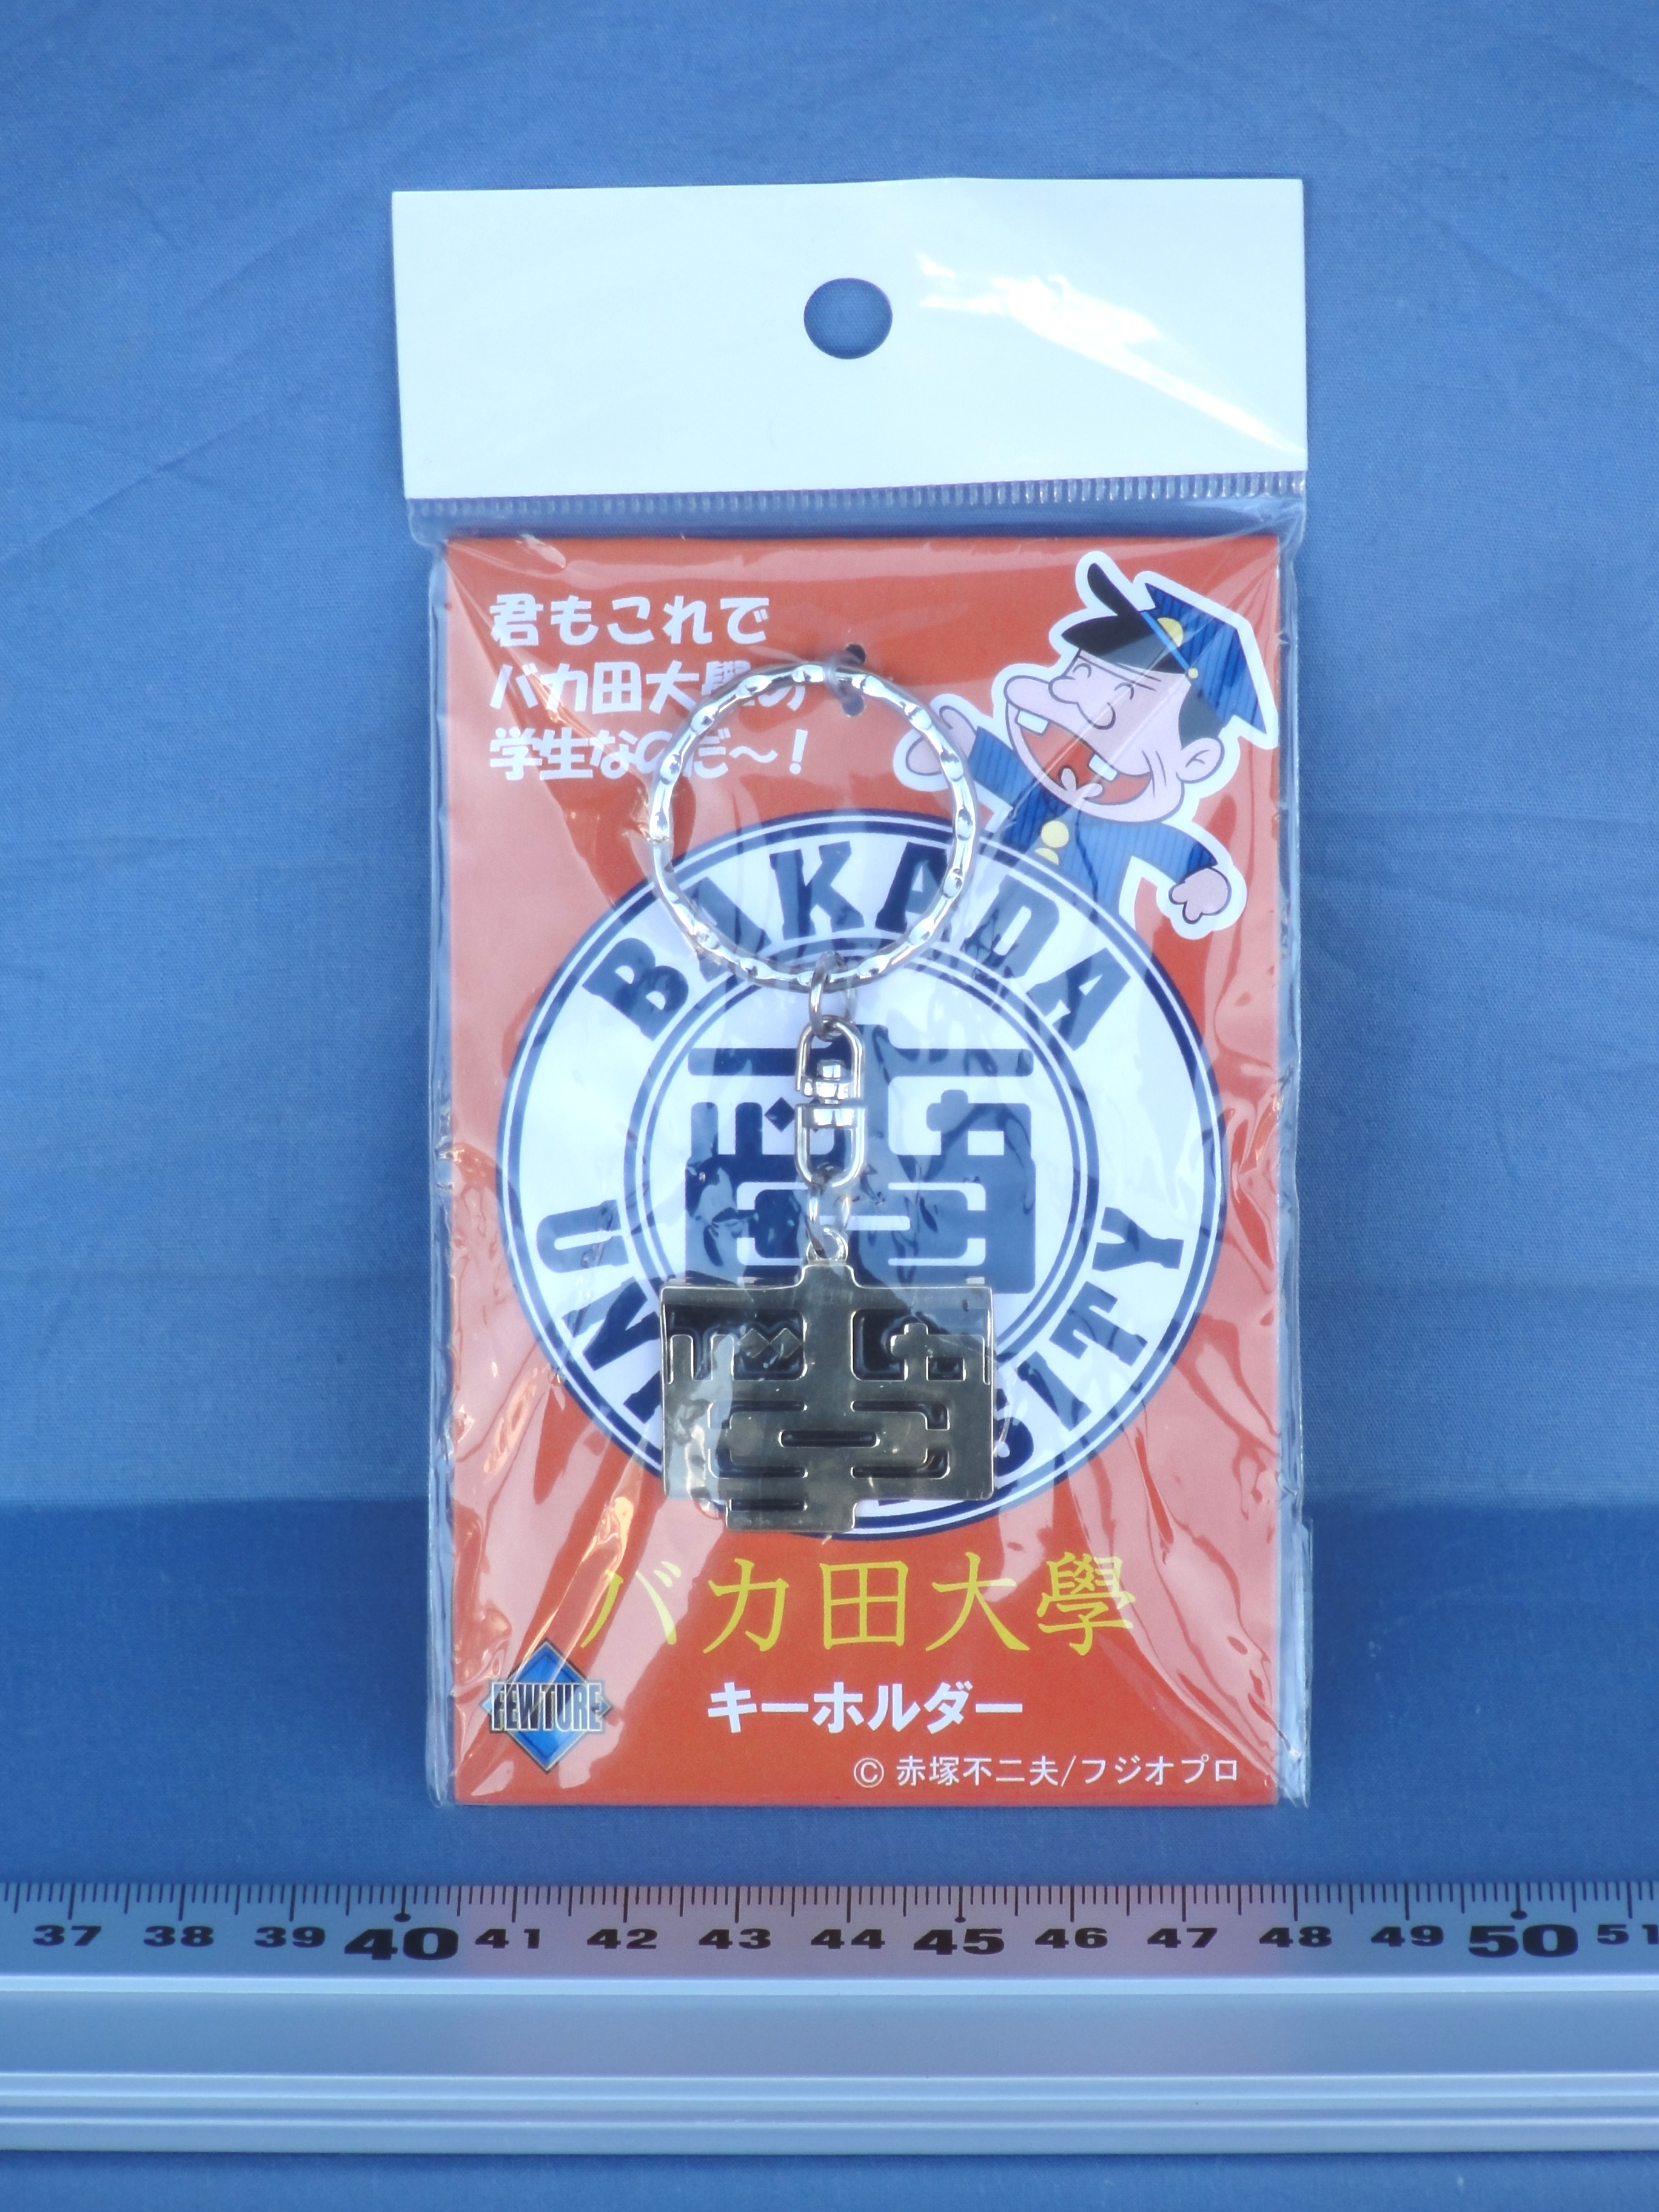 君もこれで
バカ田大學の
学生なのだ〜!
BAKADA
バカ田大學
キーホルダー
FEWTURE
© 赤塚不二夫/フジオプロ
37 38 39 40 41 42 43 44 45 46 47 48 49 50 51